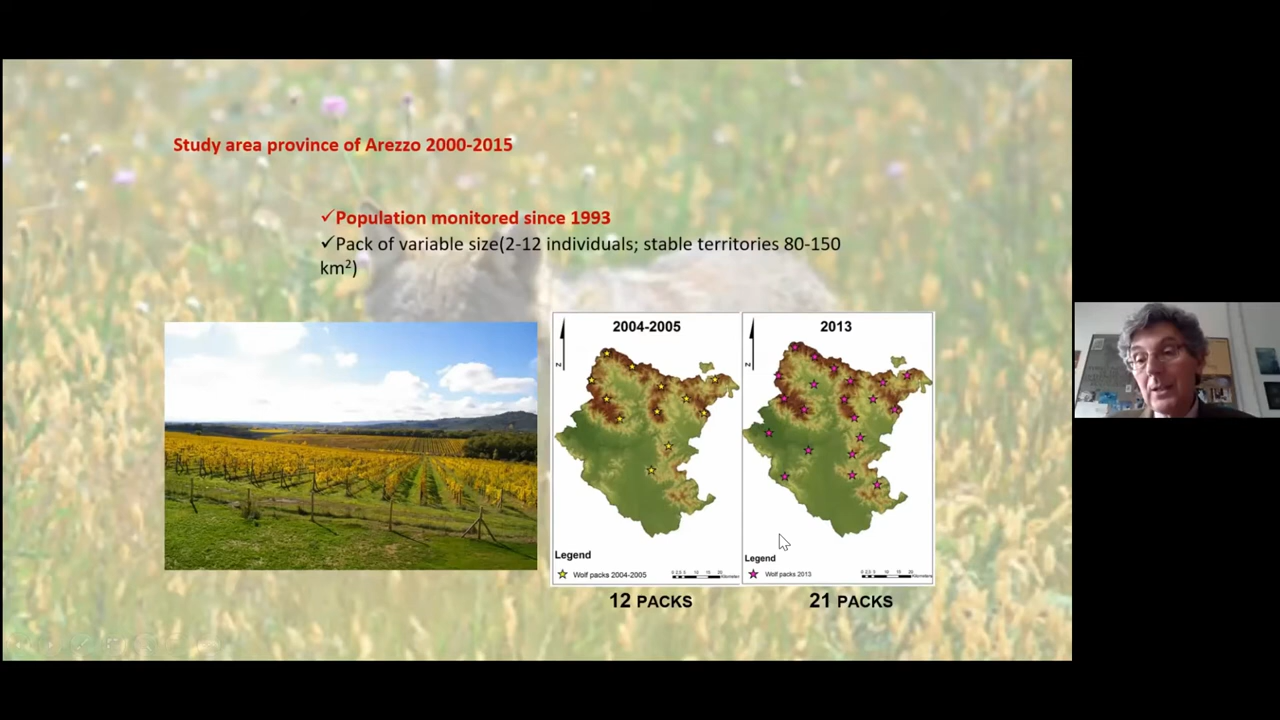 Study area province of Arezzo 2000-2015
✓Population monitored since 1993
✓Pack of variable size(2-12 individuals; stable territories 80-150
km²)
2004-2005
2013
N
N
Legend
Wolf packs 2004-2005
Legend
Wolf packs 2013
12 PACKS
21 PACKS